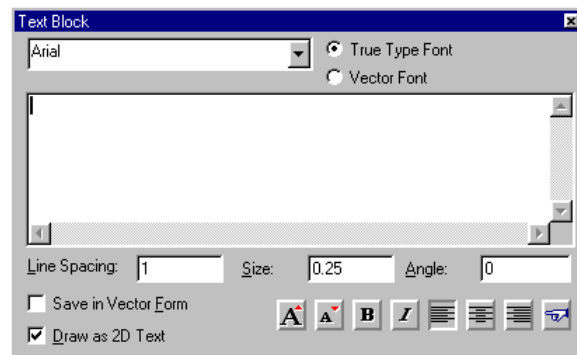 Text Block
Arial
True Type Font
Vector Font
Line Spacing: 1 Size: 0.25 Angle: 0
Save in Vector Form
A A B I
Draw as 2D Text